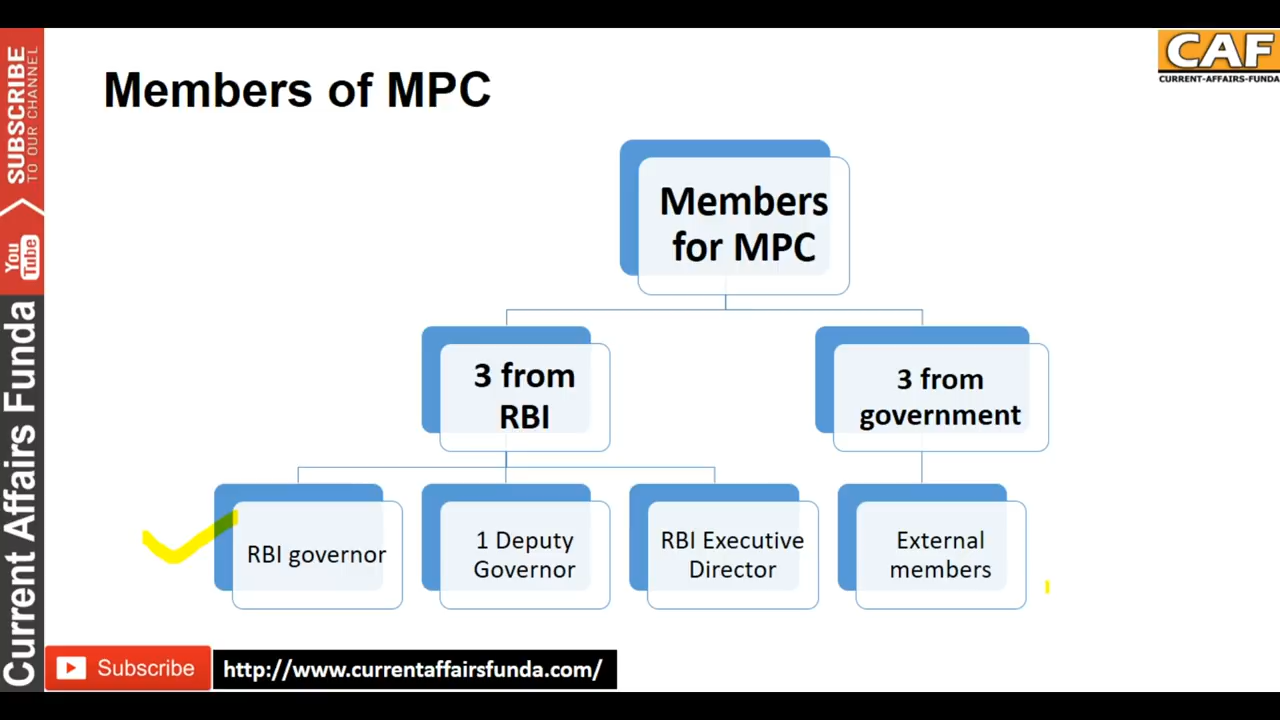 SUBSCRIBE
TO OUR CHANNEL
You
Tube
Current Affairs Funda
CAF
CURRENT-AFFAIRS-FUNDA
Members of MPC
Members
for MPC
3 from
RBI
3 from
government
RBI governor
1 Deputy
Governor
RBI Executive
Director
External
members
Subscribe
http://www.currentaffairsfunda.com/